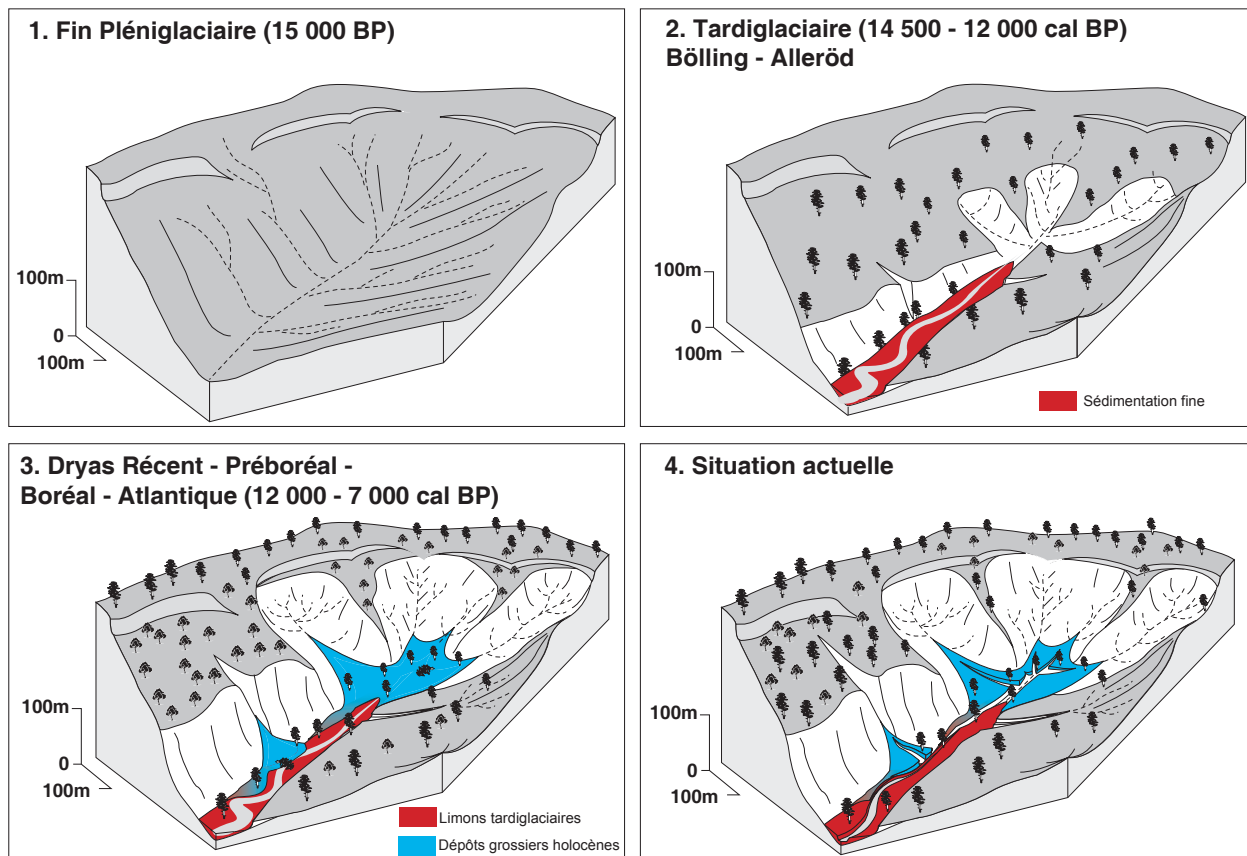 1. Fin Pléniglaciaire (15 000 BP)
100m
0
100m
2. Tardiglaciaire (14 500 - 12 000 cal BP)
Bölling - Alleröd
100m
0
100m
Sédimentation fine
3. Dryas Récent - Préboréal -
Boréal - Atlantique (12 000 - 7 000 cal BP)
100m
0
100m
Limons tardiglaciaires
Dépôts grossiers holocènes
4. Situation actuelle
100m
0
100m